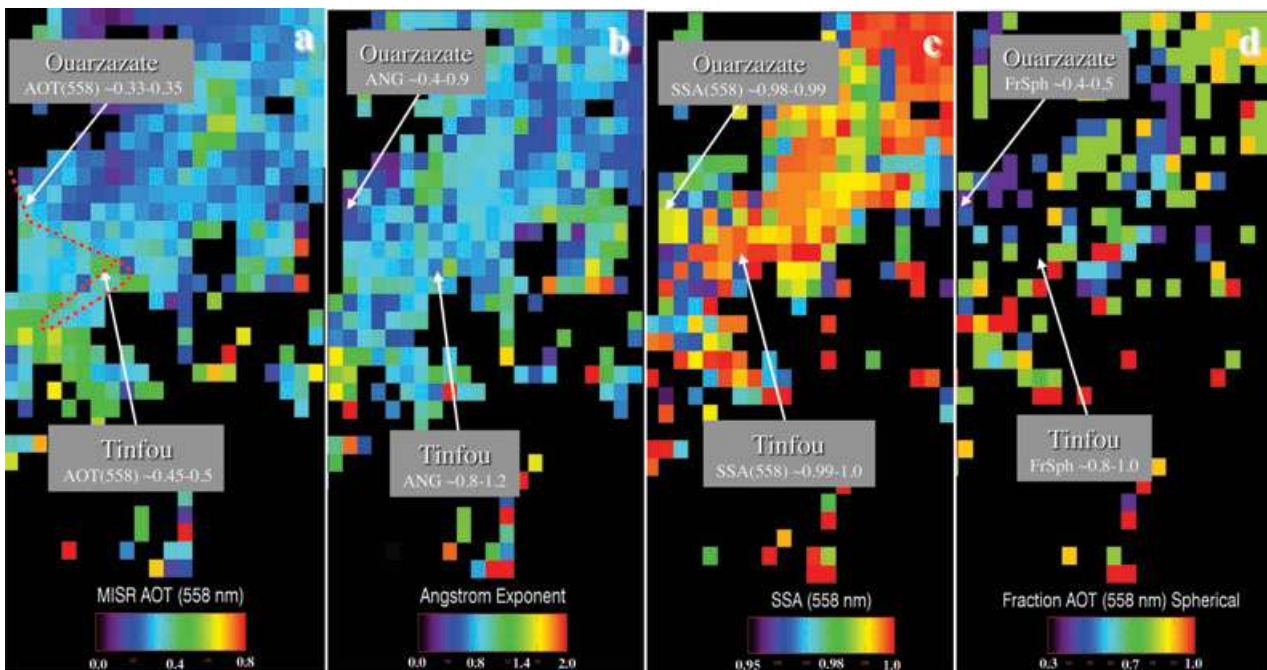 a
Ouarzazate
AOT(558) ~0.33-0.35
Tinfou
AOT(558) ~0.45-0.5
MISR AOT (558 nm)
0.0 0.4 0.8
b
Ouarzazate
ANG ~0.4-0.9
Tinfou
ANG ~0.8-1.2
Angstrom Exponent
0.0 0.8 1.4 2.0
c
Ouarzazate
SSA(558) ~0.98-0.99
Tinfou
SSA(558) ~0.99-1.0
SSA (558 nm)
0.95 0.98 1.0
d
Ouarzazate
FrSph ~0.4-0.5
Tinfou
FrSph ~0.8-1.0
Fraction AOT (558 nm) Spherical
0.3 0.7 1.0